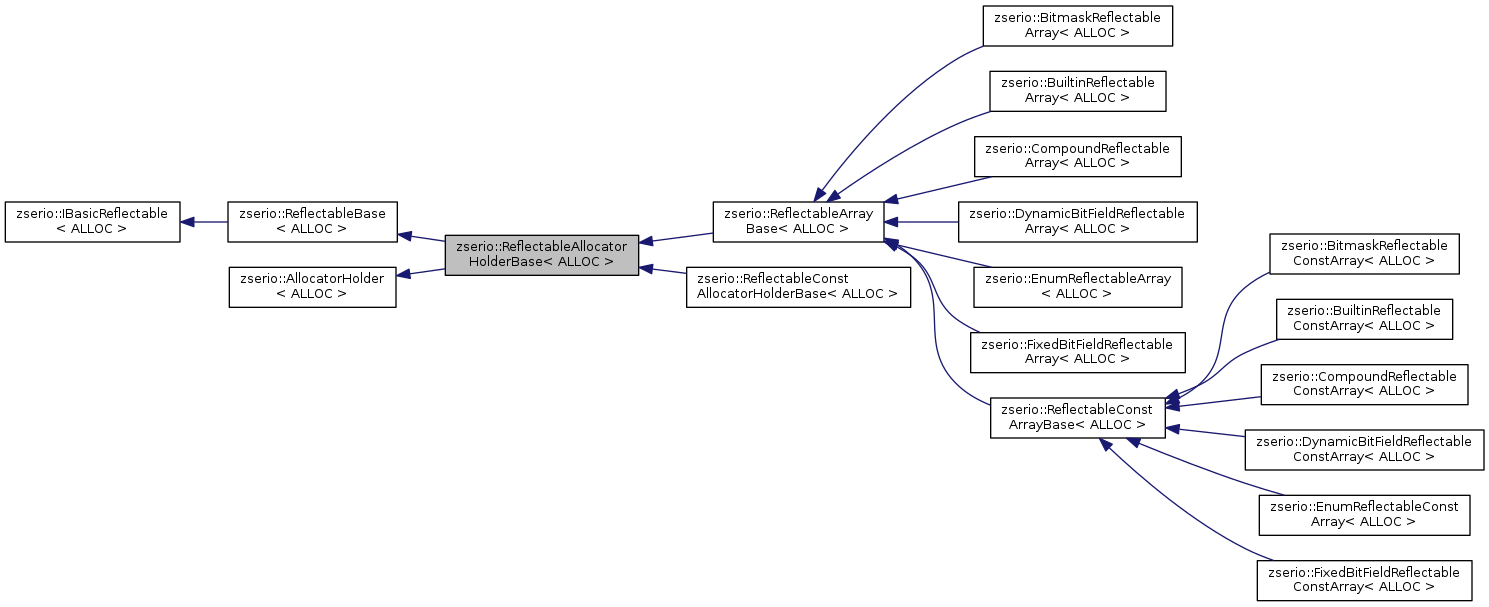 zserio::IBasicReflectable
< ALLOC >
zserio::ReflectableBase
< ALLOC >
zserio::AllocatorHolder
< ALLOC >
zserio::ReflectableAllocator
HolderBase< ALLOC >
zserio::ReflectableArray
Base< ALLOC >
zserio::ReflectableConst
AllocatorHolderBase< ALLOC >
zserio::BitmaskReflectable
Array< ALLOC >
zserio::BuiltinReflectable
Array< ALLOC >
zserio::CompoundReflectable
Array< ALLOC >
zserio::DynamicBitFieldReflectable
Array< ALLOC >
zserio::EnumReflectableArray
< ALLOC >
zserio::FixedBitFieldReflectable
Array< ALLOC >
zserio::ReflectableConst
ArrayBase< ALLOC >
zserio::BitmaskReflectable
ConstArray< ALLOC >
zserio::BuiltinReflectable
ConstArray< ALLOC >
zserio::CompoundReflectable
ConstArray< ALLOC >
zserio::DynamicBitFieldReflectable
ConstArray< ALLOC >
zserio::EnumReflectableConst
Array< ALLOC >
zserio::FixedBitFieldReflectable
ConstArray< ALLOC >